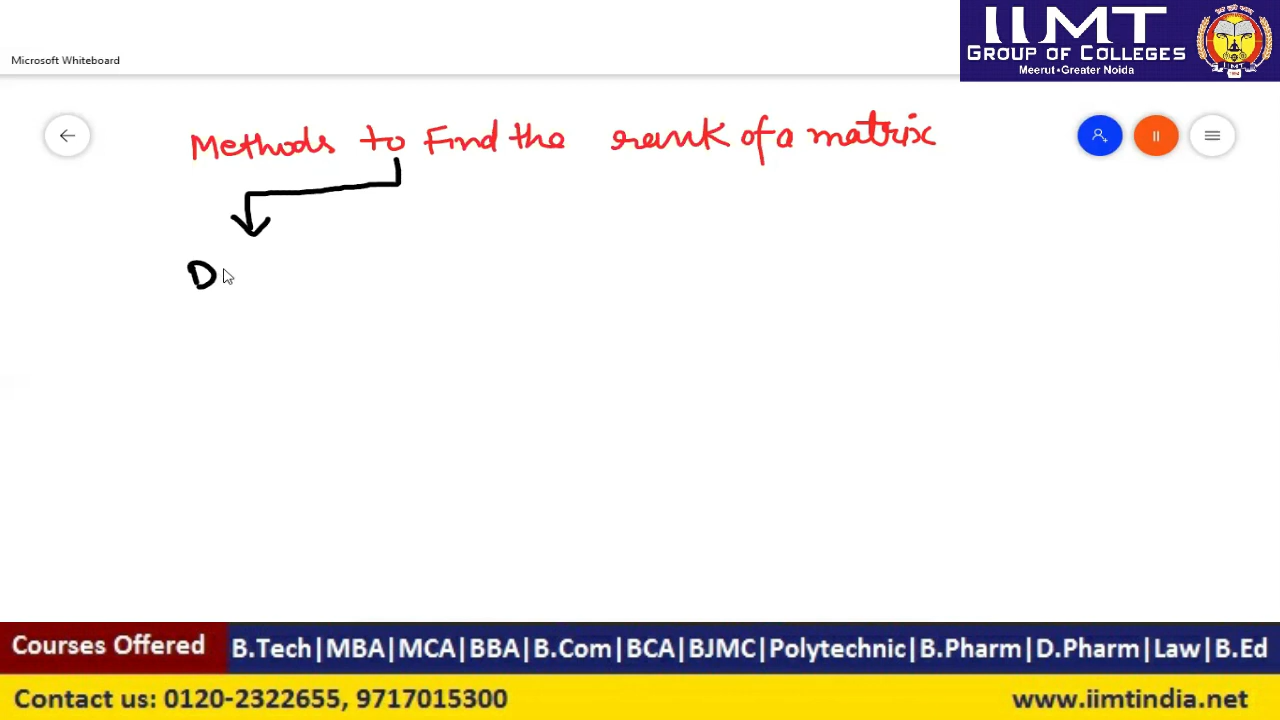 IIMT
GROUP OF COLLEGES
Meerut•Greater Noida
Microsoft Whiteboard
Methods to Find the rank of a matrix
D
Courses Offered
B.Tech|MBA|MCA|BBA|B.Com|BCA|BJMC|Polytechnic|B.Pharm|D.Pharm|Law|B.Ed
Contact us: 0120-2322655, 9717015300
www.iimtindia.net